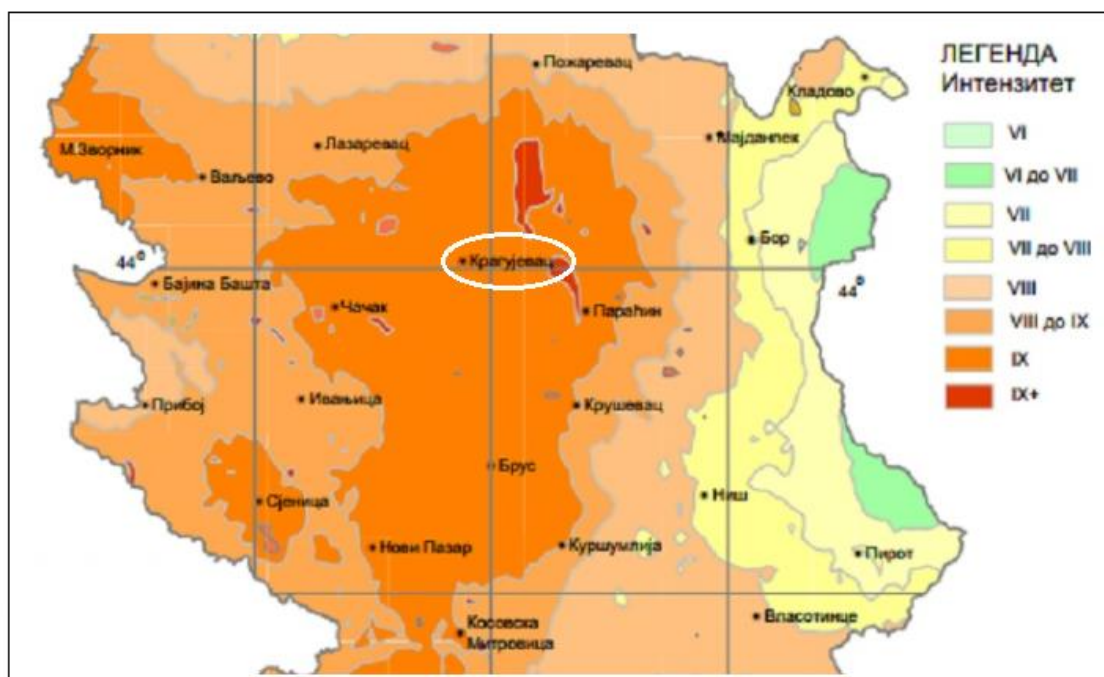 ЛЕГЕНДА
Интензитет
VI
VI до VII
VII
VII до VIII
VIII
VIII до IX
IX
IX+
Пожаревац
Кладово
Мајданпек
Лазаревац
М.Зворник
Ваљево
Бор
44°
Крагујевац
44°
Бајина Башта
Чачак
Параћин
Ивањица
Крушевац
Прибој
Брус
Сјеница
Ниш
Нови Пазар
Куршумлија
Пирот
Косовска
Митровица
Власотинце